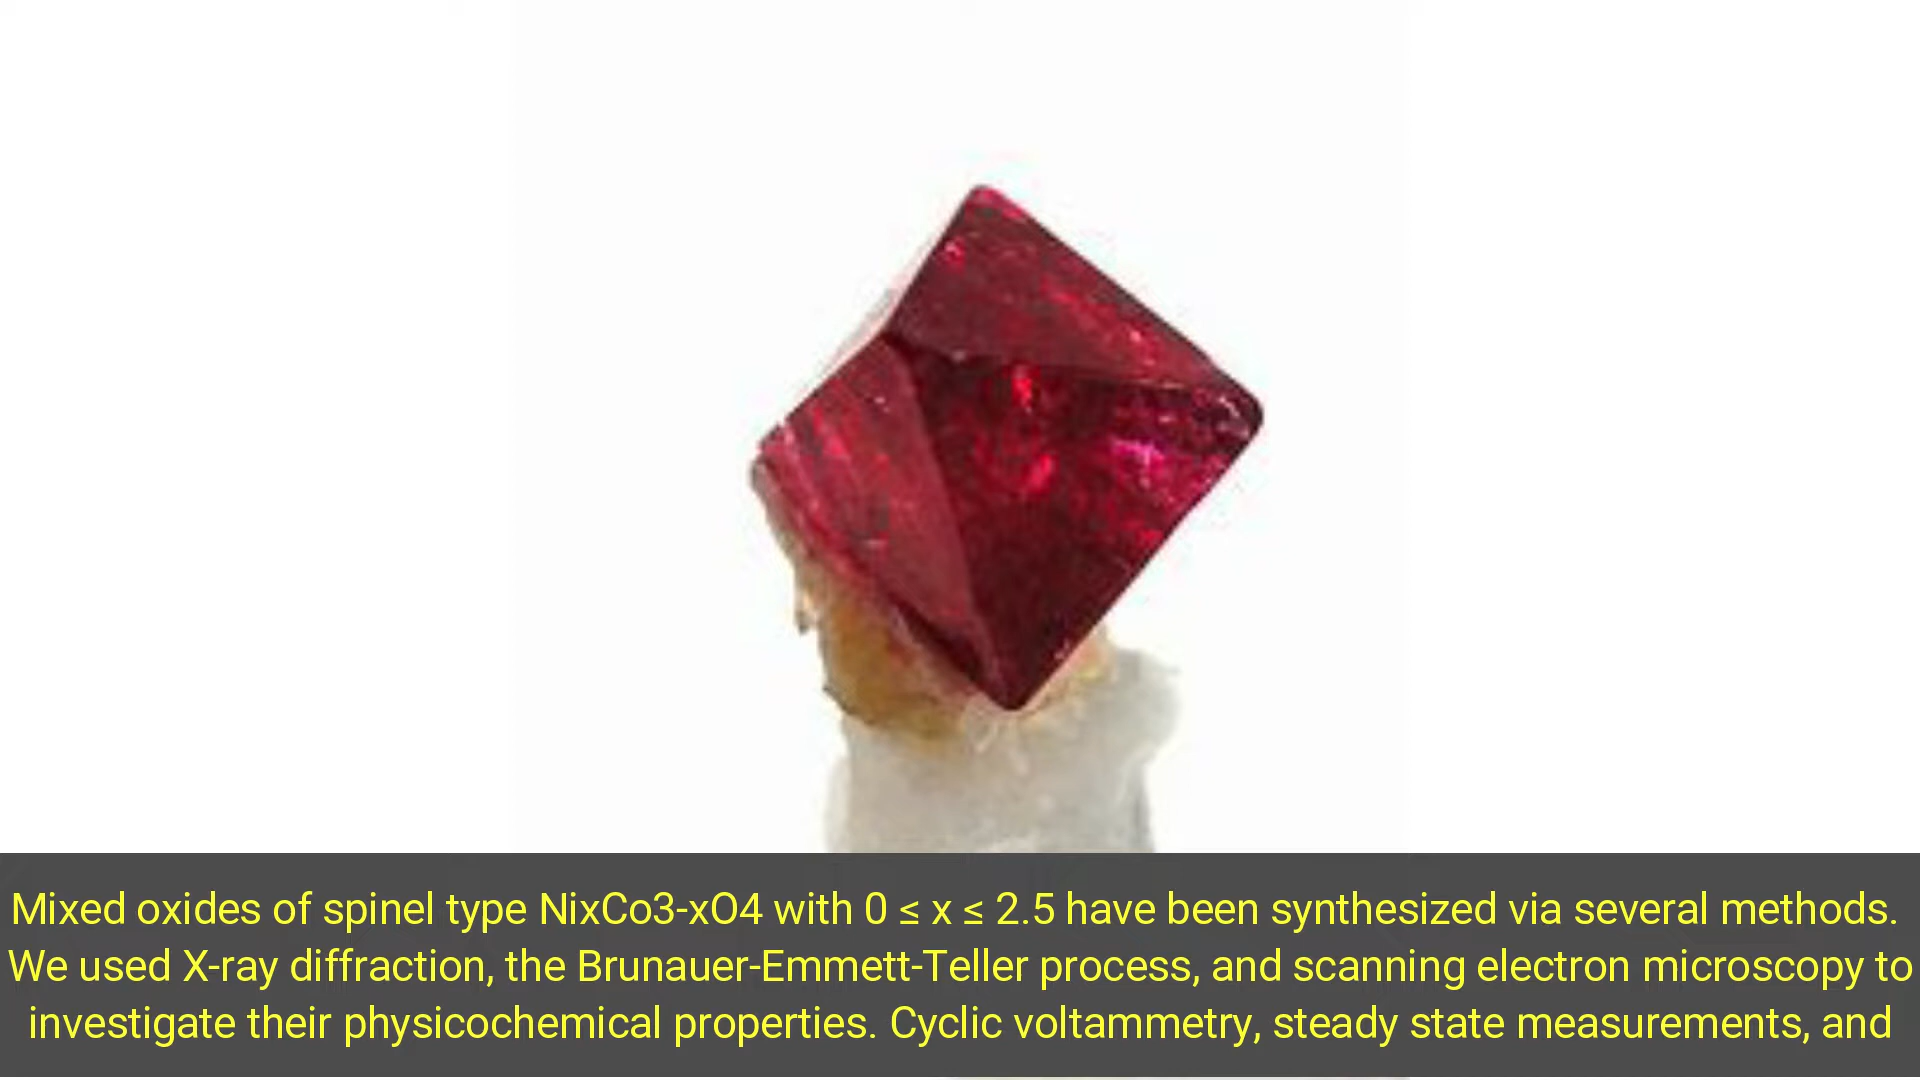 Mixed oxides of spinel type NixCo3-xO4 with 0 ≤ x ≤ 2.5 have been synthesized via several methods.
We used X-ray diffraction, the Brunauer-Emmett-Teller process, and scanning electron microscopy to
investigate their physicochemical properties. Cyclic voltammetry, steady state measurements, and